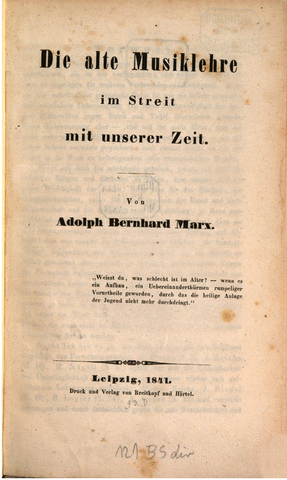 Die alte Musiklehre
im Streit
mit unserer Zeit.
Von
Adolph Bernhard Marx.
„Weisst du, was schlecht ist im Alter? — wenn es
ein Aufbau, ein Uebereinanderthürmen rumpeliger
Vorurtheile geworden, durch das die heilige Anlage
der Jugend nicht mehr durchdringt."
Leipzig, 1841.
Druck und Verlag von Breitkopf und Härtel.